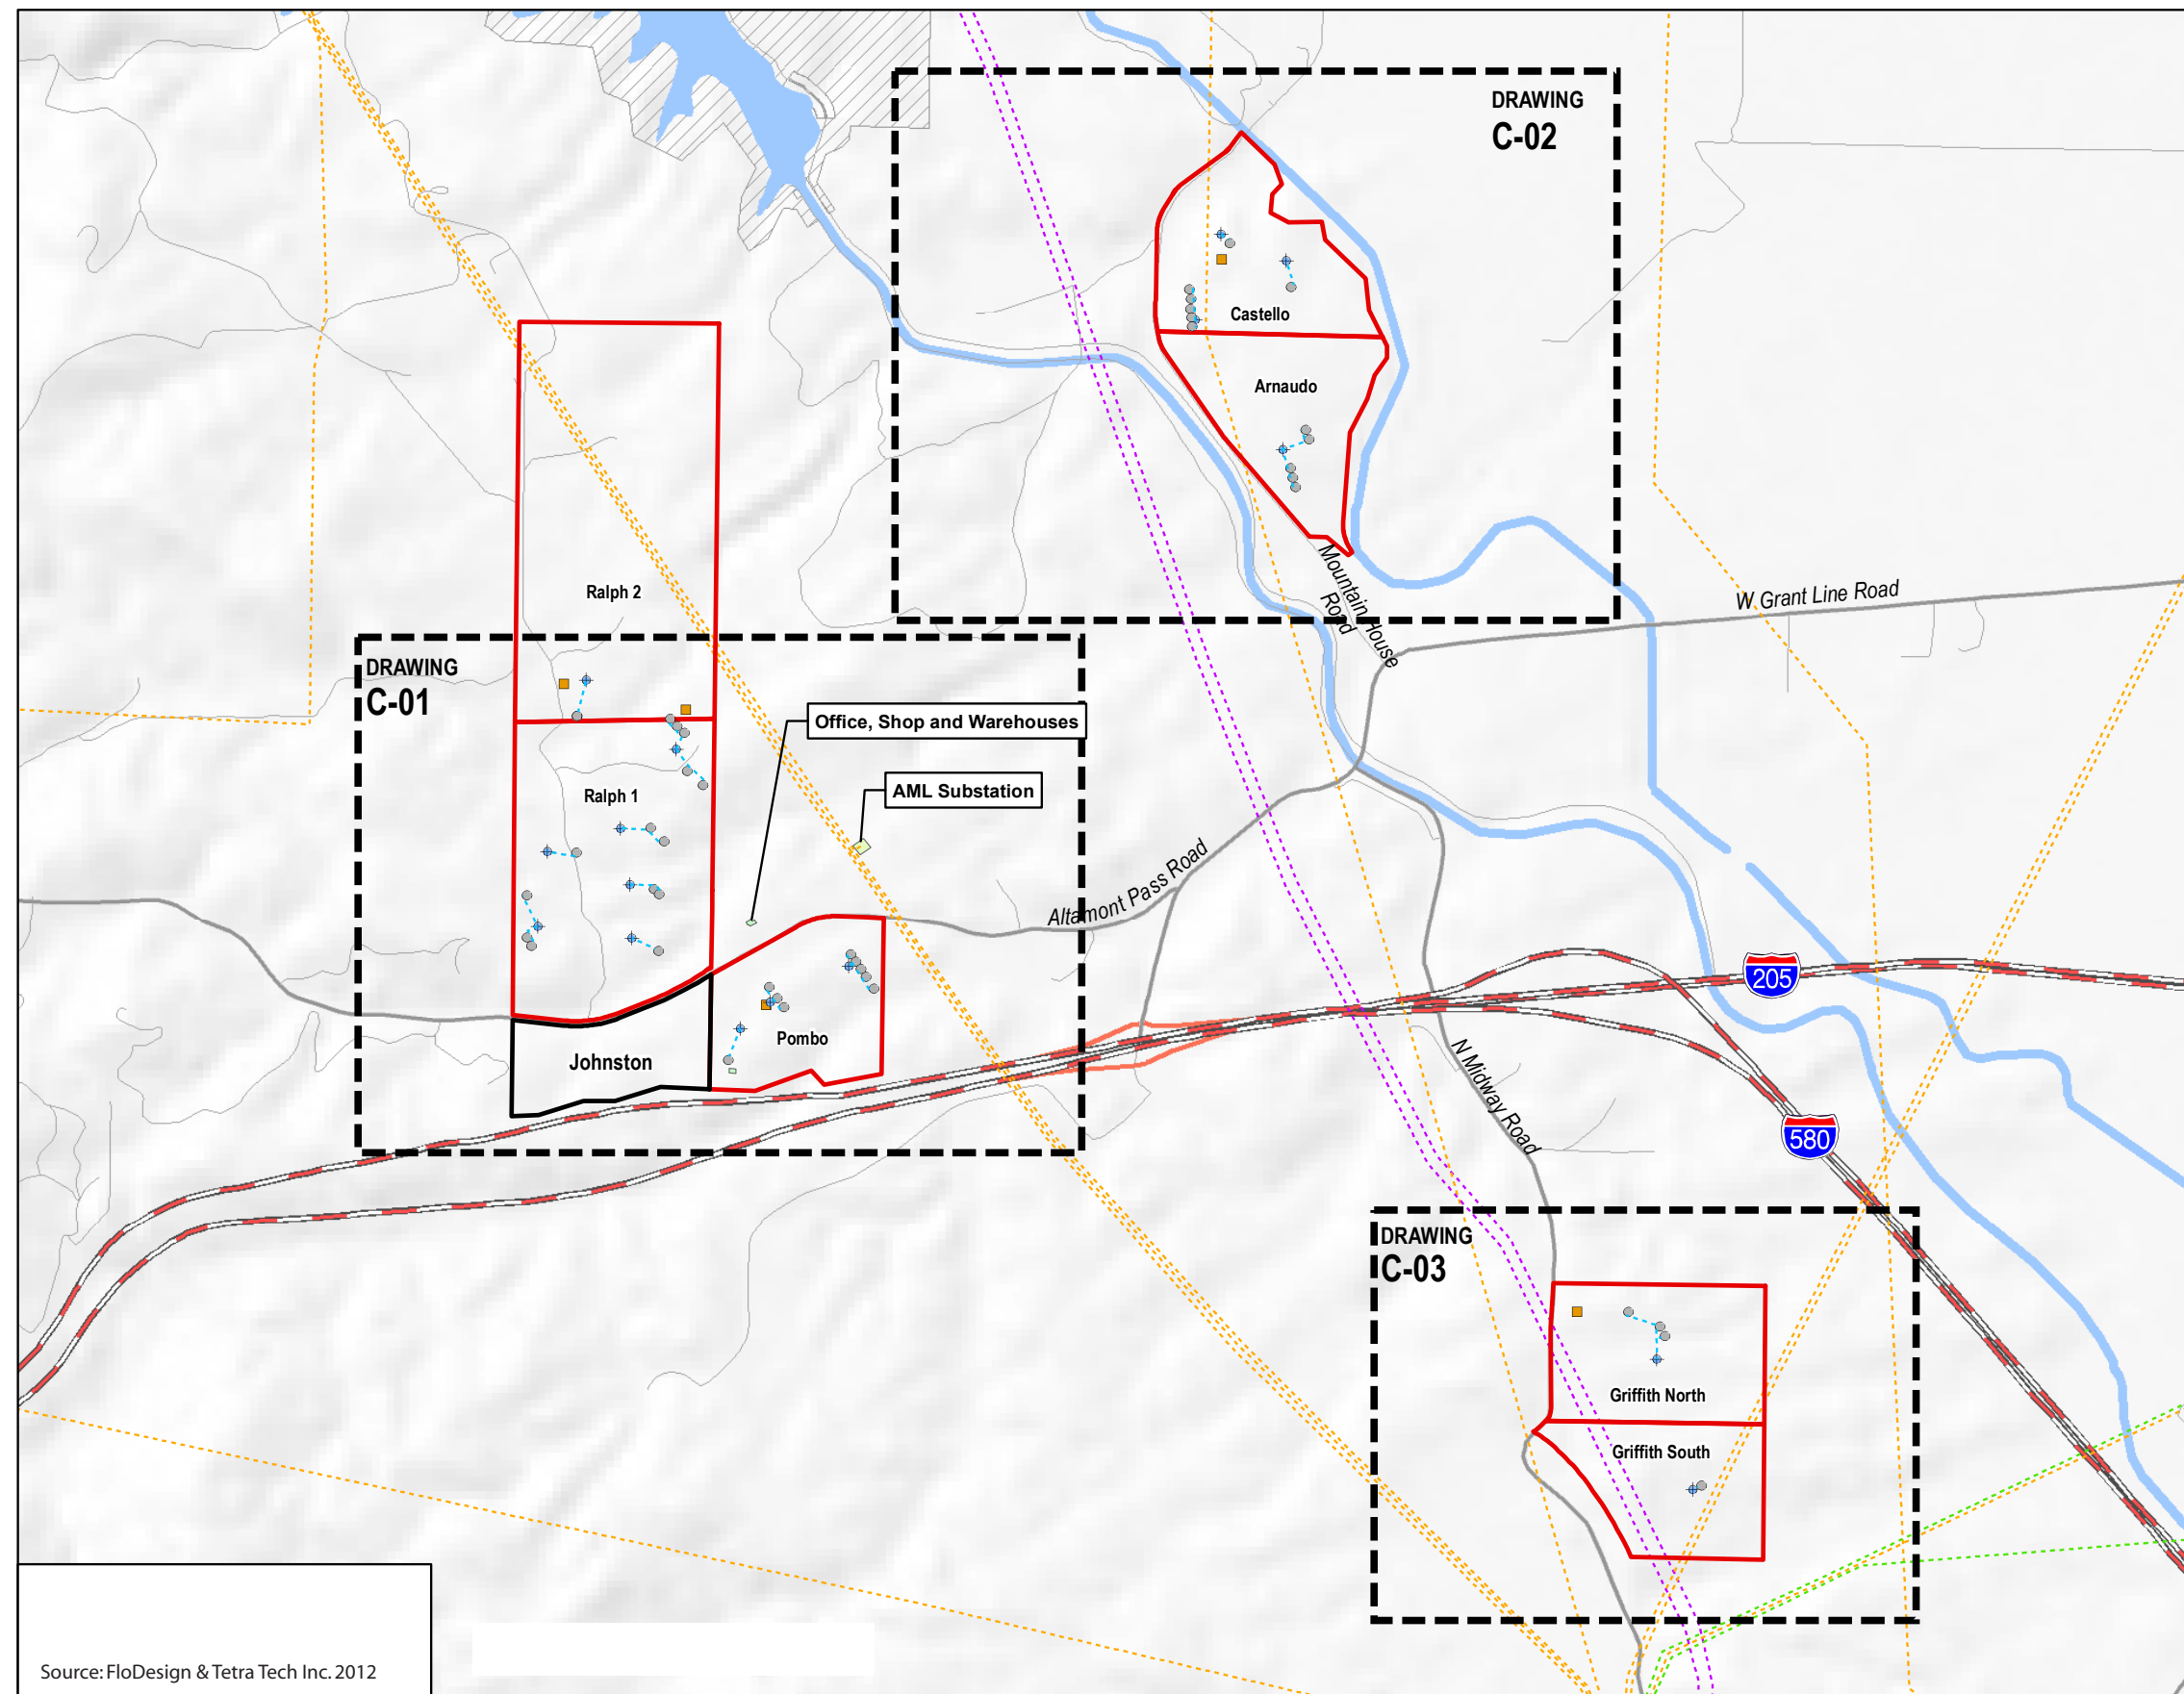 DRAWING
C-02
Castello
Arnaudo
Mountain House
Road
W Grant Line Road
Ralph 2
DRAWING
C-01
Office, Shop and Warehouses
AML Substation
Ralph 1
Altamont Pass Road
205
Pombo
Johnston
N Midway Road
580
DRAWING
C-03
Griffith North
Griffith South
Source: FloDesign & Tetra Tech Inc. 2012